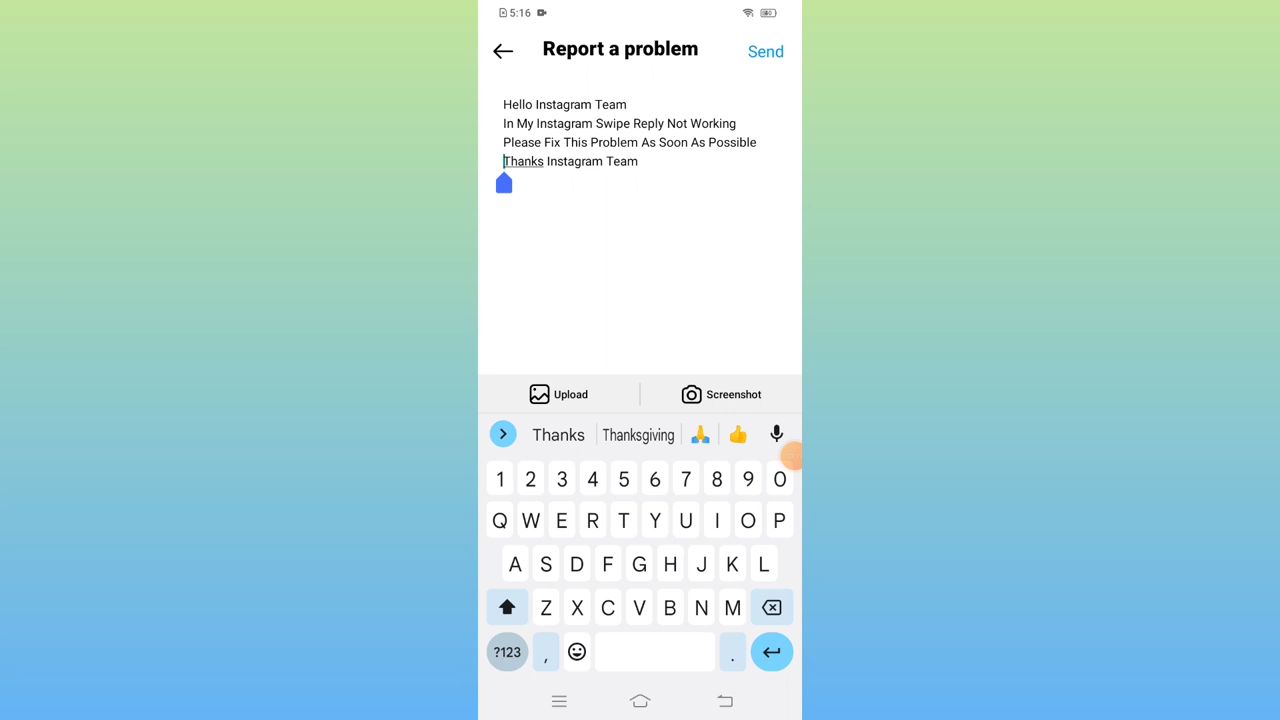 5:16
Report a problem
Send
Hello Instagram Team
In My Instagram Swipe Reply Not Working
Please Fix This Problem As Soon As Possible
Thanks Instagram Team
Upload
Screenshot
Thanks Thanksgiving 🙏 👍
1 2 3 4 5 6 7 8 9 0
Q W E R T Y U I O P
A S D F G H J K L
Z X C V B N M
?123 , .